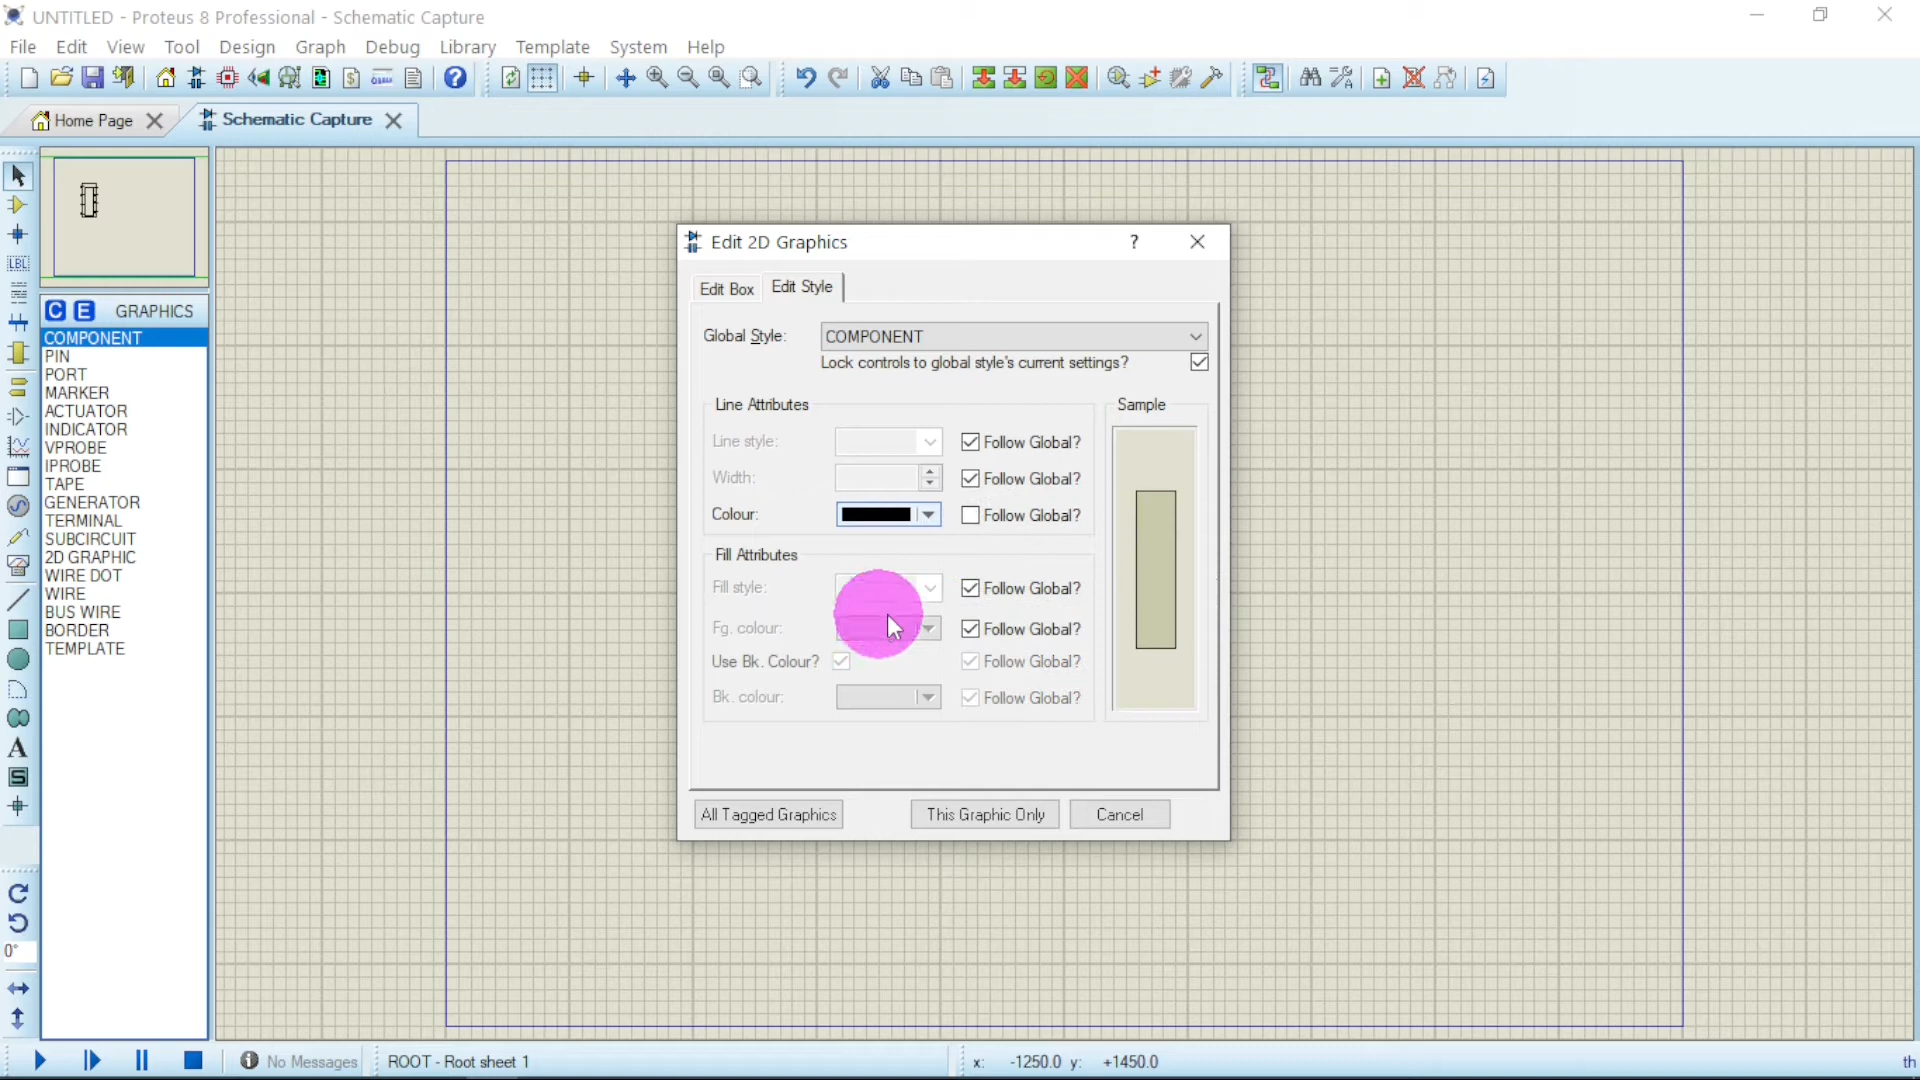 UNTITLED - Proteus 8 Professional - Schematic Capture
File Edit View Tool Design Graph Debug Library Template System Help
Home Page Schematic Capture
LBL
C E GRAPHICS
COMPONENT
PIN
PORT
MARKER
ACTUATOR
INDICATOR
VPROBE
IPROBE
TAPE
GENERATOR
TERMINAL
SUBCIRCUIT
2D GRAPHIC
WIRE DOT
WIRE
BUS WIRE
BORDER
TEMPLATE
A
S
0°
Edit 2D Graphics ?
Edit Box Edit Style
Global Style: COMPONENT
Lock controls to global style's current settings?
Line Attributes
Line style: Follow Global?
Width: Follow Global?
Colour: Follow Global?
Sample
Fill Attributes
Fill style: Follow Global?
Fg. colour: Follow Global?
Use Bk. Colour? Follow Global?
Bk. colour: Follow Global?
All Tagged Graphics This Graphic Only Cancel
No Messages ROOT - Root sheet 1 x: -1250.0 y: +1450.0 th